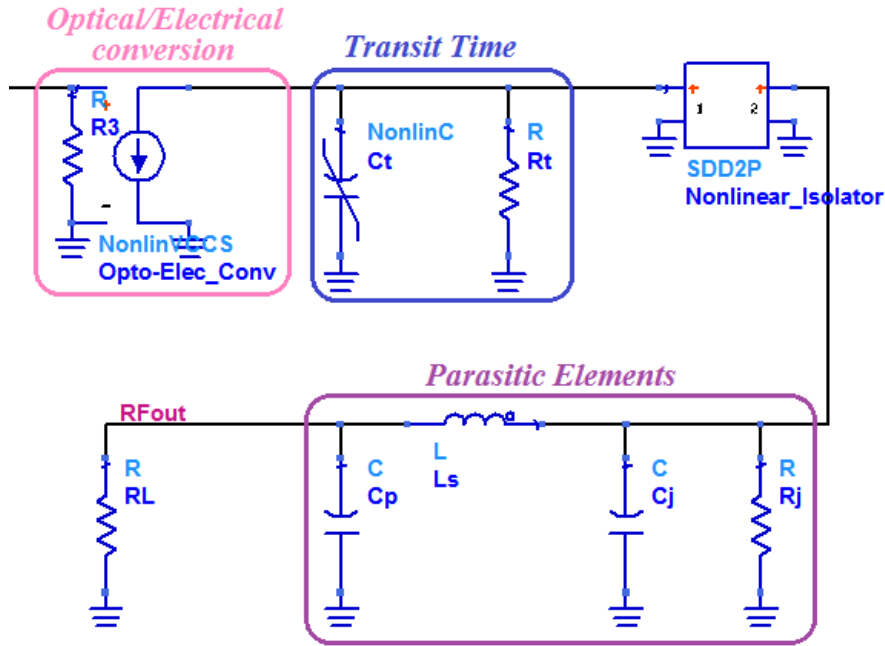 Optical/Electrical
conversion
Transit Time
R
R3
NonlinVCCS
Opto-Elec_Conv
NonlinC
Ct
R
Rt
1
2
SDD2P
Nonlinear_Isolator
Parasitic Elements
RFout
R
RL
C
Cp
L
Ls
C
Cj
R
Rj